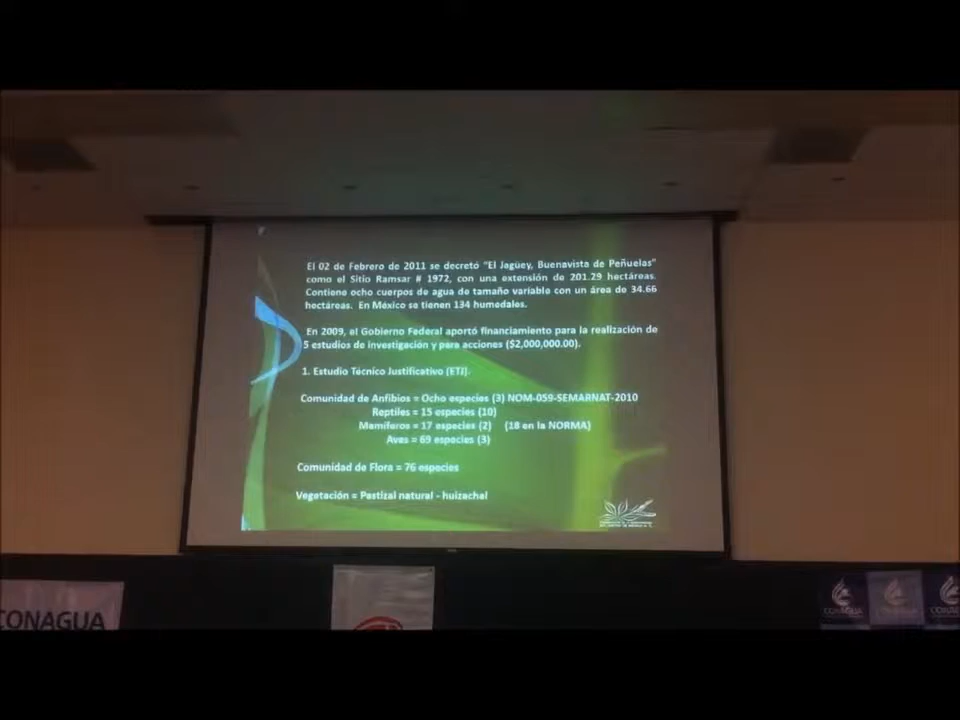 El 02 de Febrero de 2011 se decretó "El Jagüey, Buenavista de Peñuelas"
como el Sitio Ramsar # 1972, con una extensión de 201.29 hectáreas.
Contiene ocho cuerpos de agua de tamaño variable con un área de 34.66
hectáreas. En México se tienen 134 humedales.
En 2009, el Gobierno Federal aportó financiamiento para la realización de
5 estudios de investigación y para acciones ($2,000,000.00).
1. Estudio Técnico Justificativo (ETJ).
Comunidad de Anfibios = Ocho especies (3) NOM-059-SEMARNAT-2010
Reptiles = 15 especies (10)
Mamíferos = 17 especies (2) (18 en la NORMA)
Aves = 69 especies (3)
Comunidad de Flora = 76 especies
Vegetación = Pastizal natural - huizachal
CONAGUA
CONAGUA
CONAGUA